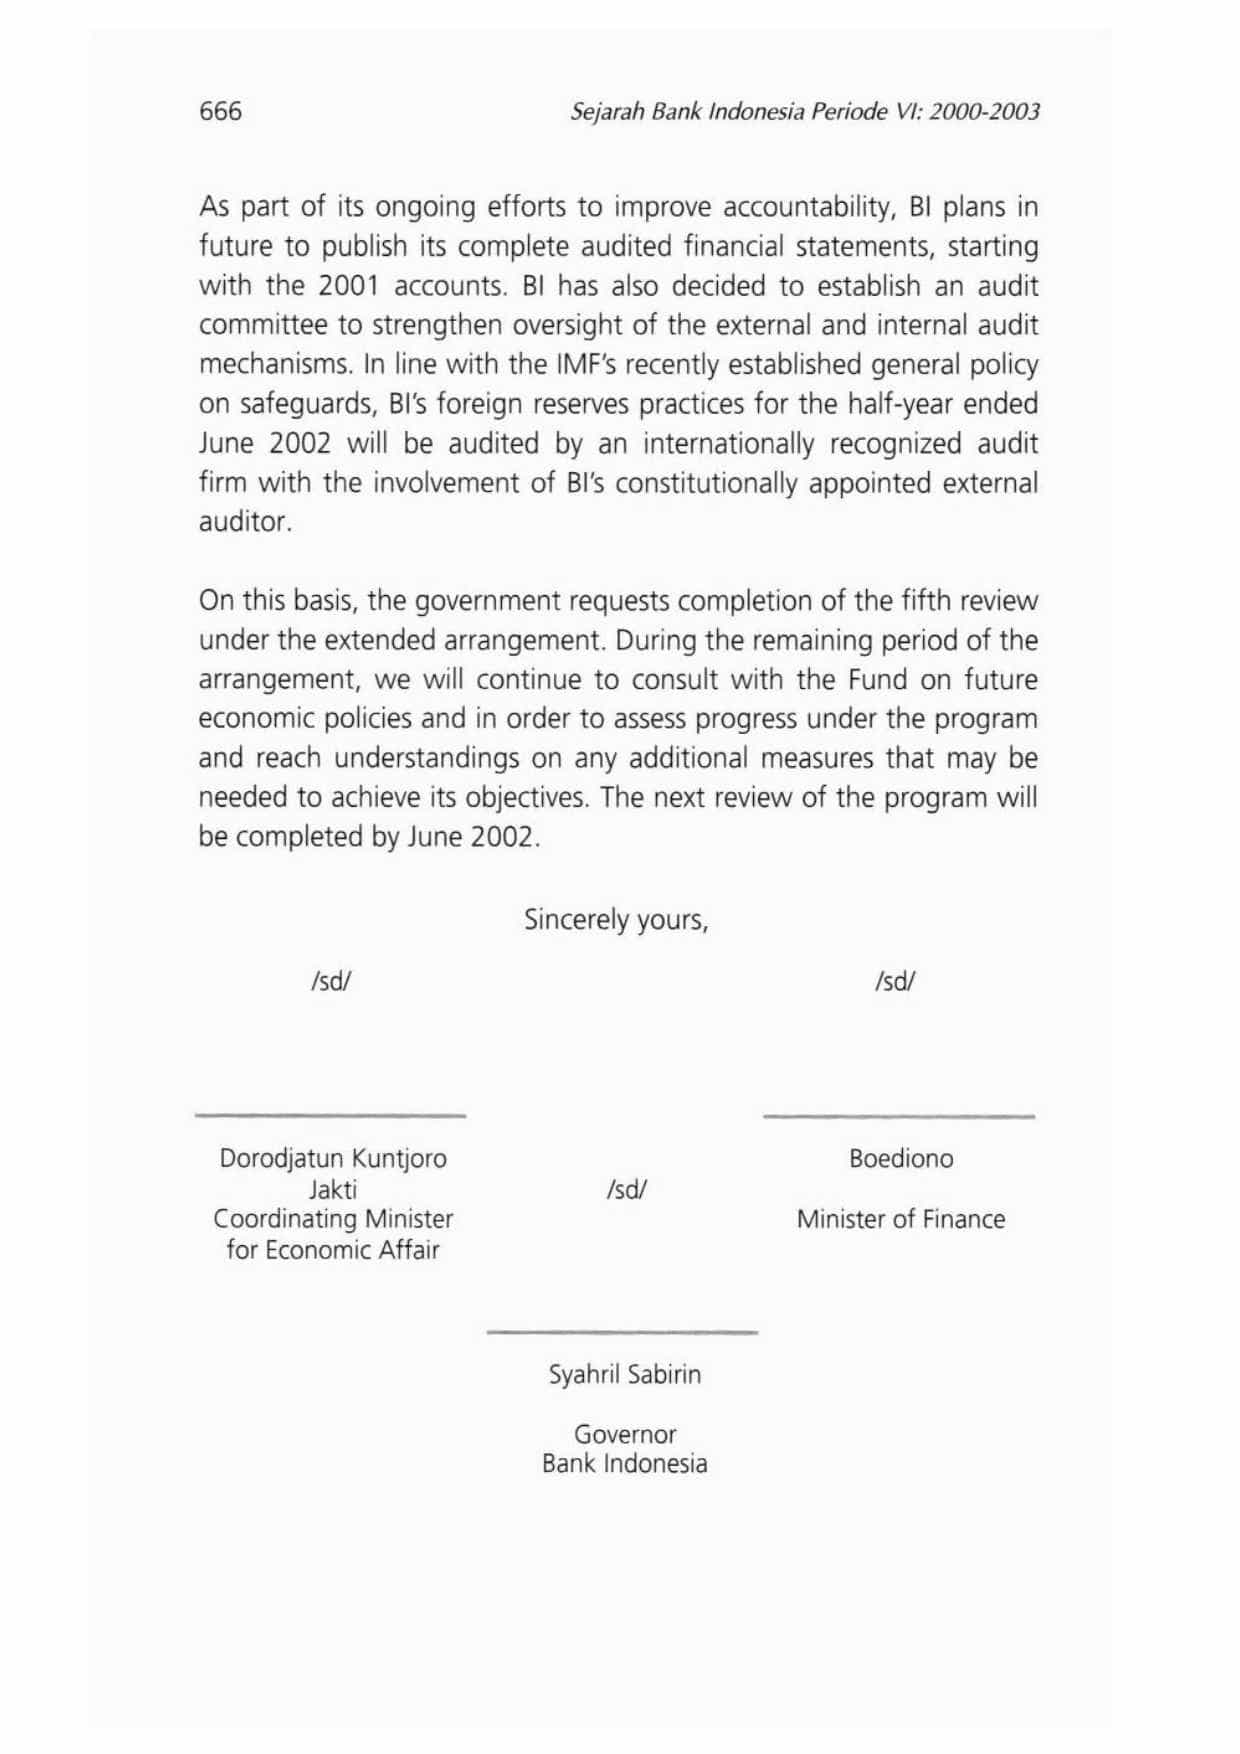 666
Sejarah Bank Indonesia Periode VI: 2000-2003
As part of its ongoing efforts to improve accountability, BI plans in
future to publish its complete audited financial statements, starting
with the 2001 accounts. BI has also decided to establish an audit
committee to strengthen oversight of the external and internal audit
mechanisms. In line with the IMF's recently established general policy
on safeguards, BI's foreign reserves practices for the half-year ended
June 2002 will be audited by an internationally recognized audit
firm with the involvement of BI's constitutionally appointed external
auditor.
On this basis, the government requests completion of the fifth review
under the extended arrangement. During the remaining period of the
arrangement, we will continue to consult with the Fund on future
economic policies and in order to assess progress under the program
and reach understandings on any additional measures that may be
needed to achieve its objectives. The next review of the program will
be completed by June 2002.
Sincerely yours,
/sd/
/sd/
Dorodjatun Kuntjoro
Jakti
Coordinating Minister
for Economic Affair
Boediono
Minister of Finance
/sd/
Syahril Sabirin
Governor
Bank Indonesia